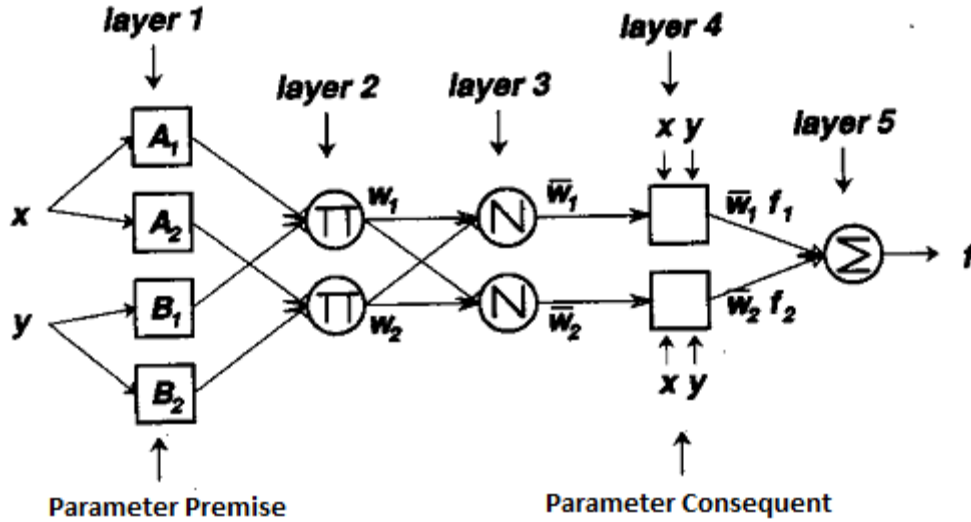 layer 1
layer 2
layer 3
layer 4
layer 5
x y
A₁
A₂
B₁
B₂
x
y
Π
Π
w₁
w₂
N
N
w̅₁
w̅₂
w̅₁ f₁
w̅₂ f₂
Σ
f
x y
Parameter Premise
Parameter Consequent